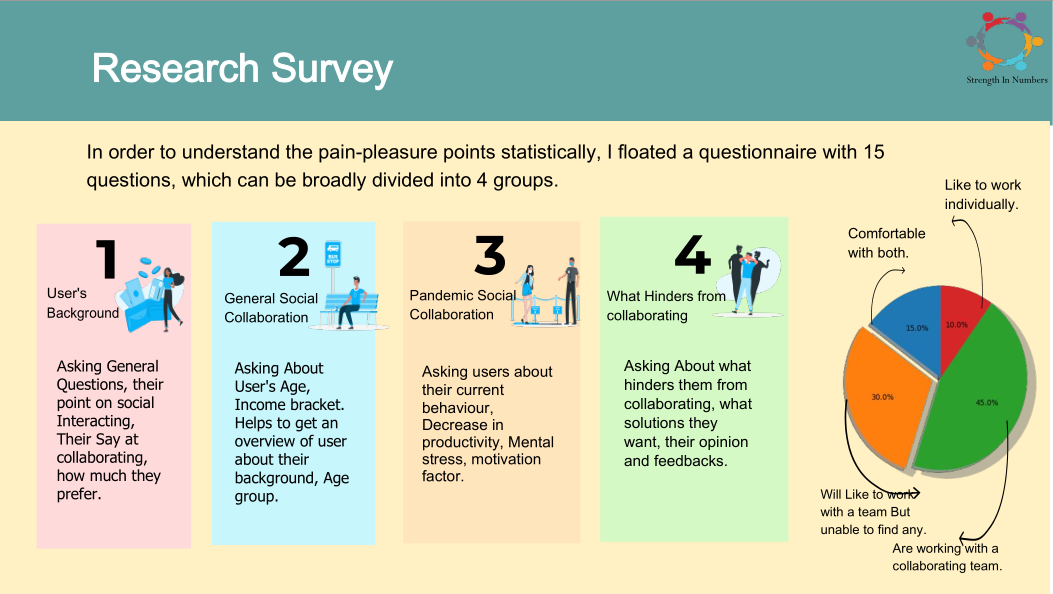 Research Survey
Strength In Numbers
In order to understand the pain-pleasure points statistically, I floated a questionnaire with 15
questions, which can be broadly divided into 4 groups.
1
User's
Background
Asking General
Questions, their
point on social
Interacting,
Their Say at
collaborating,
how much they
prefer.
2
BUS
STOP
General Social
Collaboration
Asking About
User's Age,
Income bracket.
Helps to get an
overview of user
about their
background, Age
group.
3
Pandemic Social
Collaboration
Asking users about
their current
behaviour,
Decrease in
productivity, Mental
stress, motivation
factor.
4
What Hinders from
collaborating
Asking About what
hinders them from
collaborating, what
solutions they
want, their opinion
and feedbacks.
Like to work
individually.
Comfortable
with both.
15.0%
10.0%
30.0%
45.0%
Will Like to work
with a team But
unable to find any.
Are working with a
collaborating team.